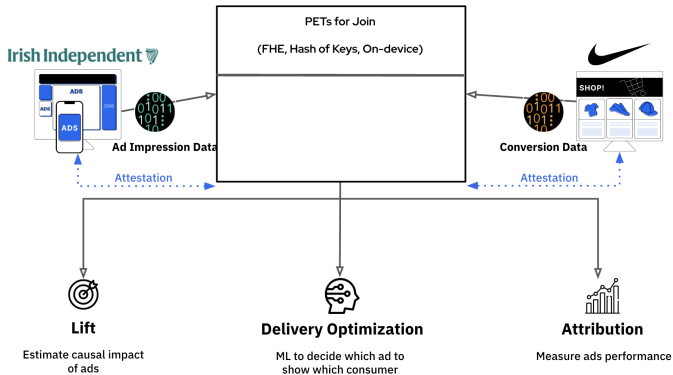 PETs for Join
(FHE, Hash of Keys, On-device)
Irish Independent
ADS
ADS
ADS
SHOP!
Ad Impression Data
Conversion Data
Attestation
Attestation
Lift
Estimate causal impact
of ads
Delivery Optimization
ML to decide which ad to
show which consumer
Attribution
Measure ads performance